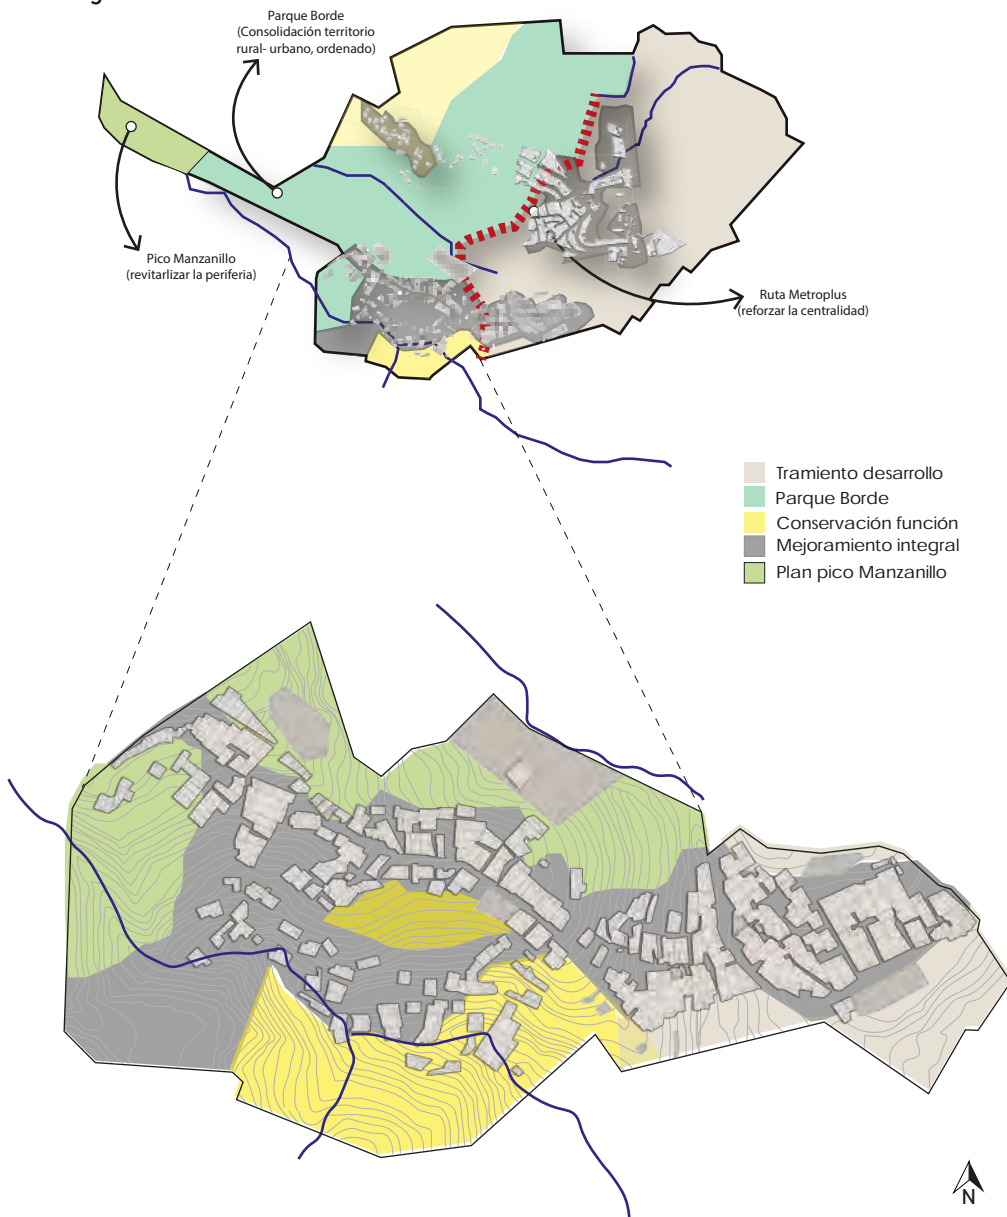 Parque Borde
(Consolidación territorio
rural- urbano, ordenado)
Pico Manzanillo
(revitarlizar la periferia)
Ruta Metroplus
(reforzar la centralidad)
Tramiento desarrollo
Parque Borde
Conservación función
Mejoramiento integral
Plan pico Manzanillo
N